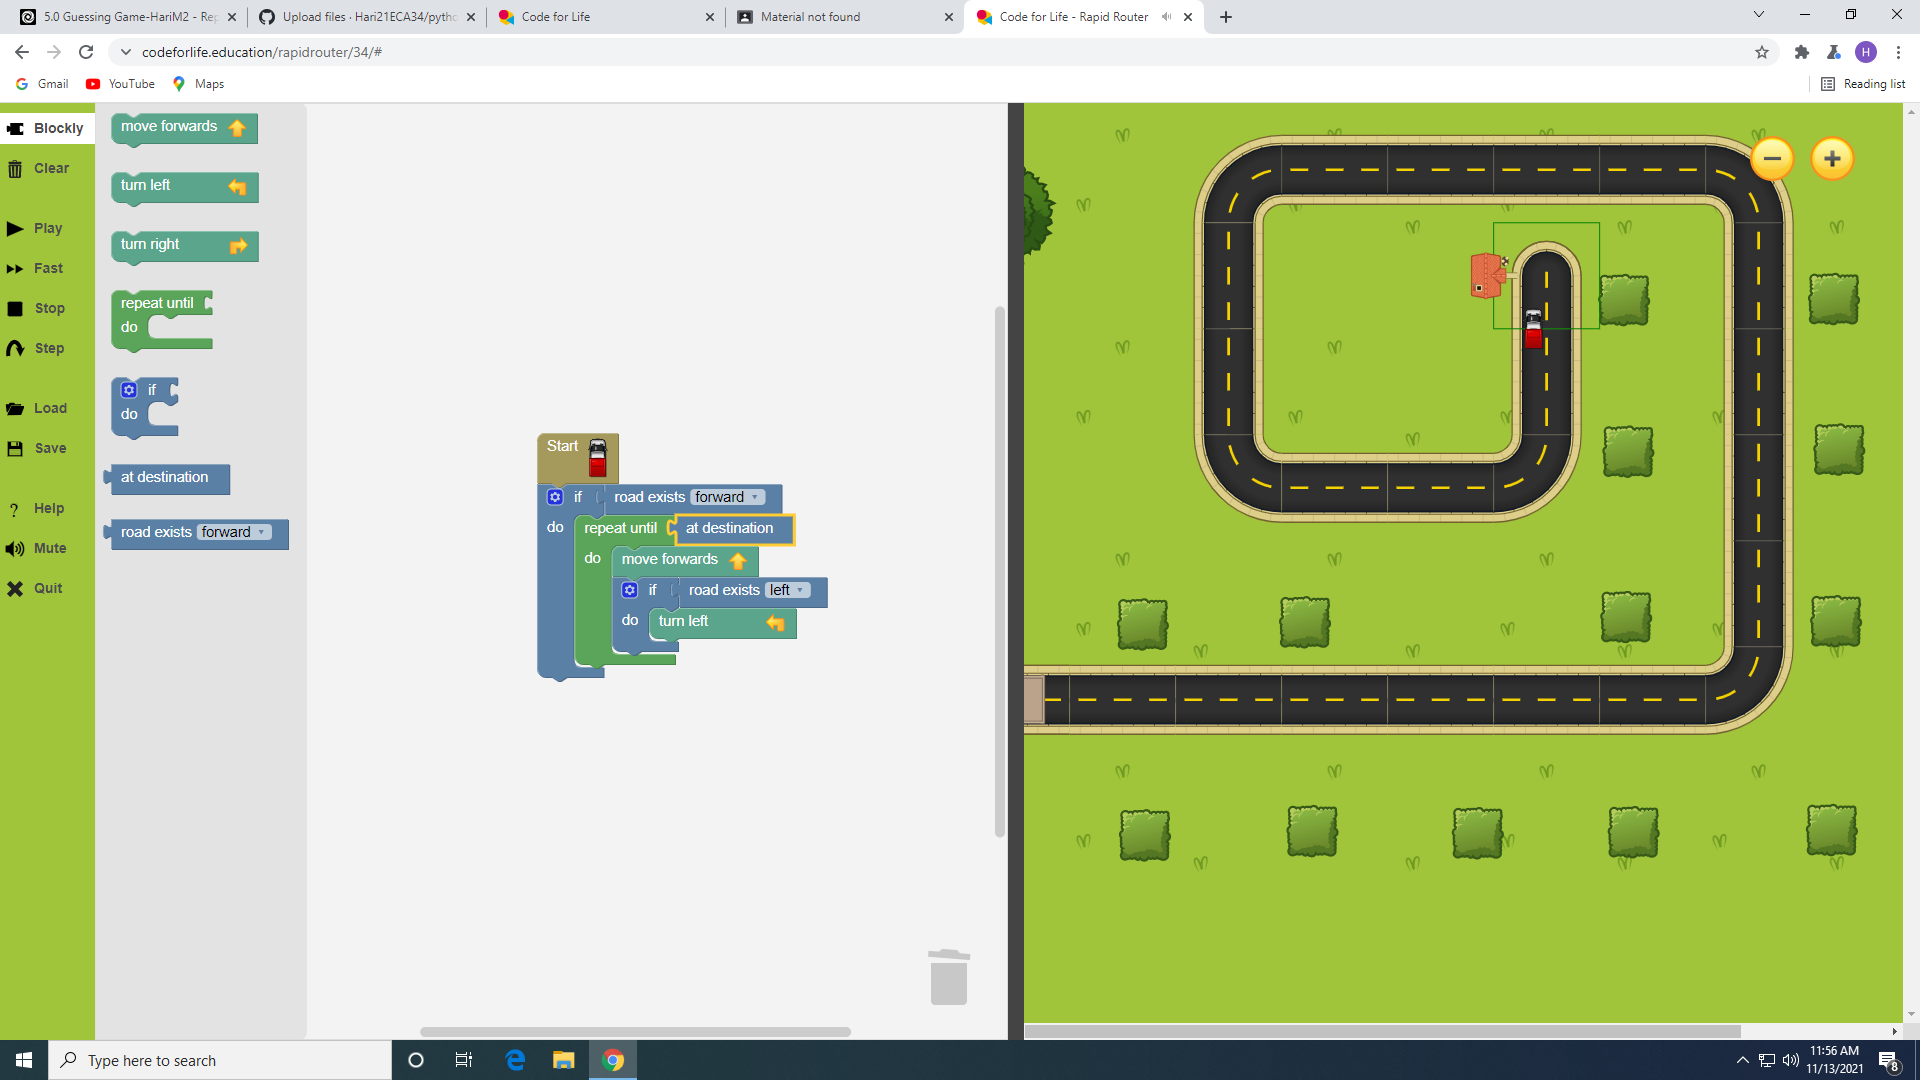 5.0 Guessing Game-HariM2 - Rep
Upload files · Hari21ECA34/pytho
Code for Life
Material not found
Code for Life - Rapid Router
codeforlife.education/rapidrouter/34/#
H
Gmail
YouTube
Maps
Reading list
Blockly
Clear
Play
Fast
Stop
Step
Load
Save
Help
Mute
Quit
move forwards
turn left
turn right
repeat until
do
if
do
at destination
road exists forward
Start
if road exists forward
do repeat until at destination
do move forwards
if road exists left
do turn left
Type here to search
11:56 AM
11/13/2021
8